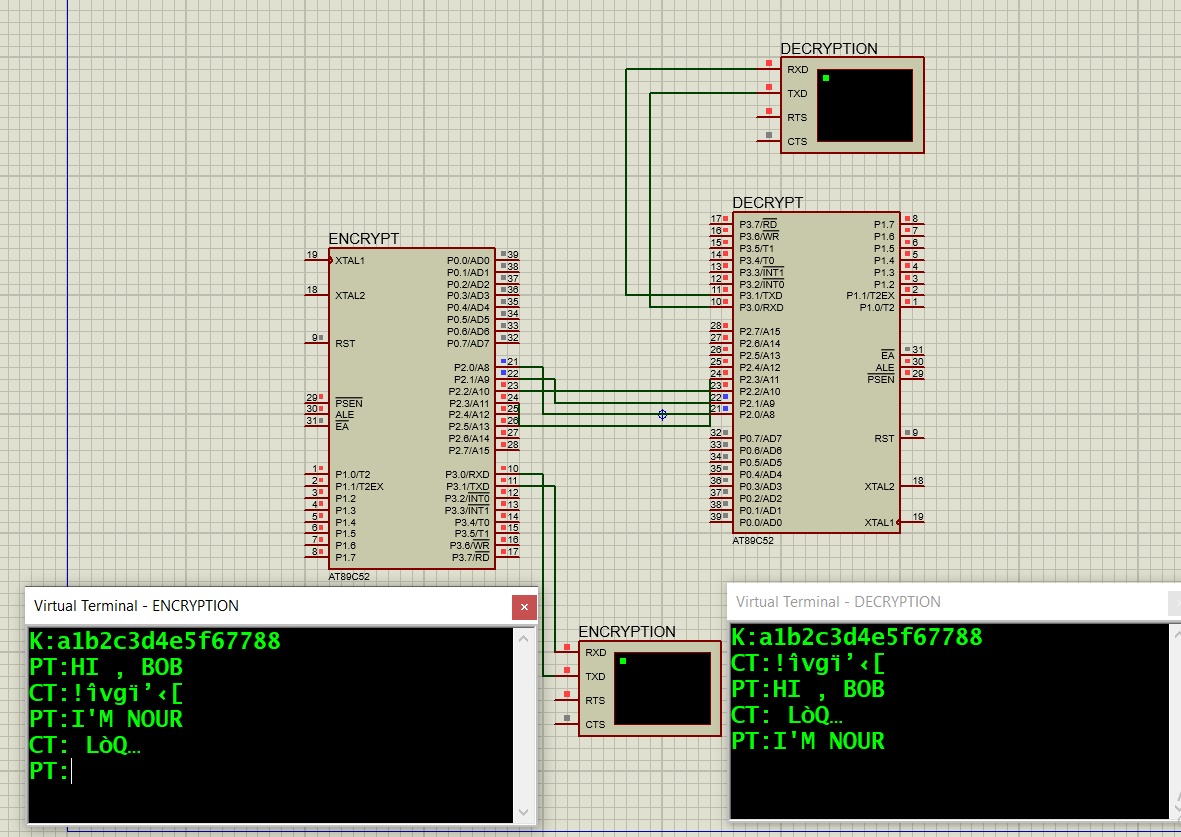 DECRYPTION
RXD
TXD
RTS
CTS
DECRYPT
17 P3.7/RD P1.7 8
16 P3.6/WR P1.6 7
15 P3.5/T1 P1.5 6
14 P3.4/T0 P1.4 5
13 P3.3/INT1 P1.3 4
12 P3.2/INT0 P1.2 3
11 P3.1/TXD P1.1/T2EX 2
10 P3.0/RXD P1.0/T2 1
28 P2.7/A15
27 P2.6/A14
26 P2.5/A13 EA 31
25 P2.4/A12 ALE 30
24 P2.3/A11 PSEN 29
23 P2.2/A10
22 P2.1/A9
21 P2.0/A8
32 P0.7/AD7 RST 9
33 P0.6/AD6
34 P0.5/AD5
35 P0.4/AD4
36 P0.3/AD3 XTAL2 18
37 P0.2/AD2
38 P0.1/AD1
39 P0.0/AD0 XTAL1 19
AT89C52
ENCRYPT
19 XTAL1 P0.0/AD0 39
P0.1/AD1 38
P0.2/AD2 37
18 XTAL2 P0.3/AD3 36
P0.4/AD4 35
P0.5/AD5 34
P0.6/AD6 33
9 RST P0.7/AD7 32
P2.0/A8 21
P2.1/A9 22
P2.2/A10 23
29 PSEN P2.3/A11 24
30 ALE P2.4/A12 25
31 EA P2.5/A13 26
P2.6/A14 27
P2.7/A15 28
1 P1.0/T2 P3.0/RXD 10
2 P1.1/T2EX P3.1/TXD 11
3 P1.2 P3.2/INT0 12
4 P1.3 P3.3/INT1 13
5 P1.4 P3.4/T0 14
6 P1.5 P3.5/T1 15
7 P1.6 P3.6/WR 16
8 P1.7 P3.7/RD 17
AT89C52
ENCRYPTION
RXD
TXD
RTS
CTS
Virtual Terminal - ENCRYPTION
K:a1b2c3d4e5f67788
PT:HI , BOB
CT:!îvgï’‹[
PT:I'M NOUR
CT: LòQ…
PT:
Virtual Terminal - DECRYPTION
K:a1b2c3d4e5f67788
CT:!îvgï’‹[
PT:HI , BOB
CT: LòQ…
PT:I'M NOUR